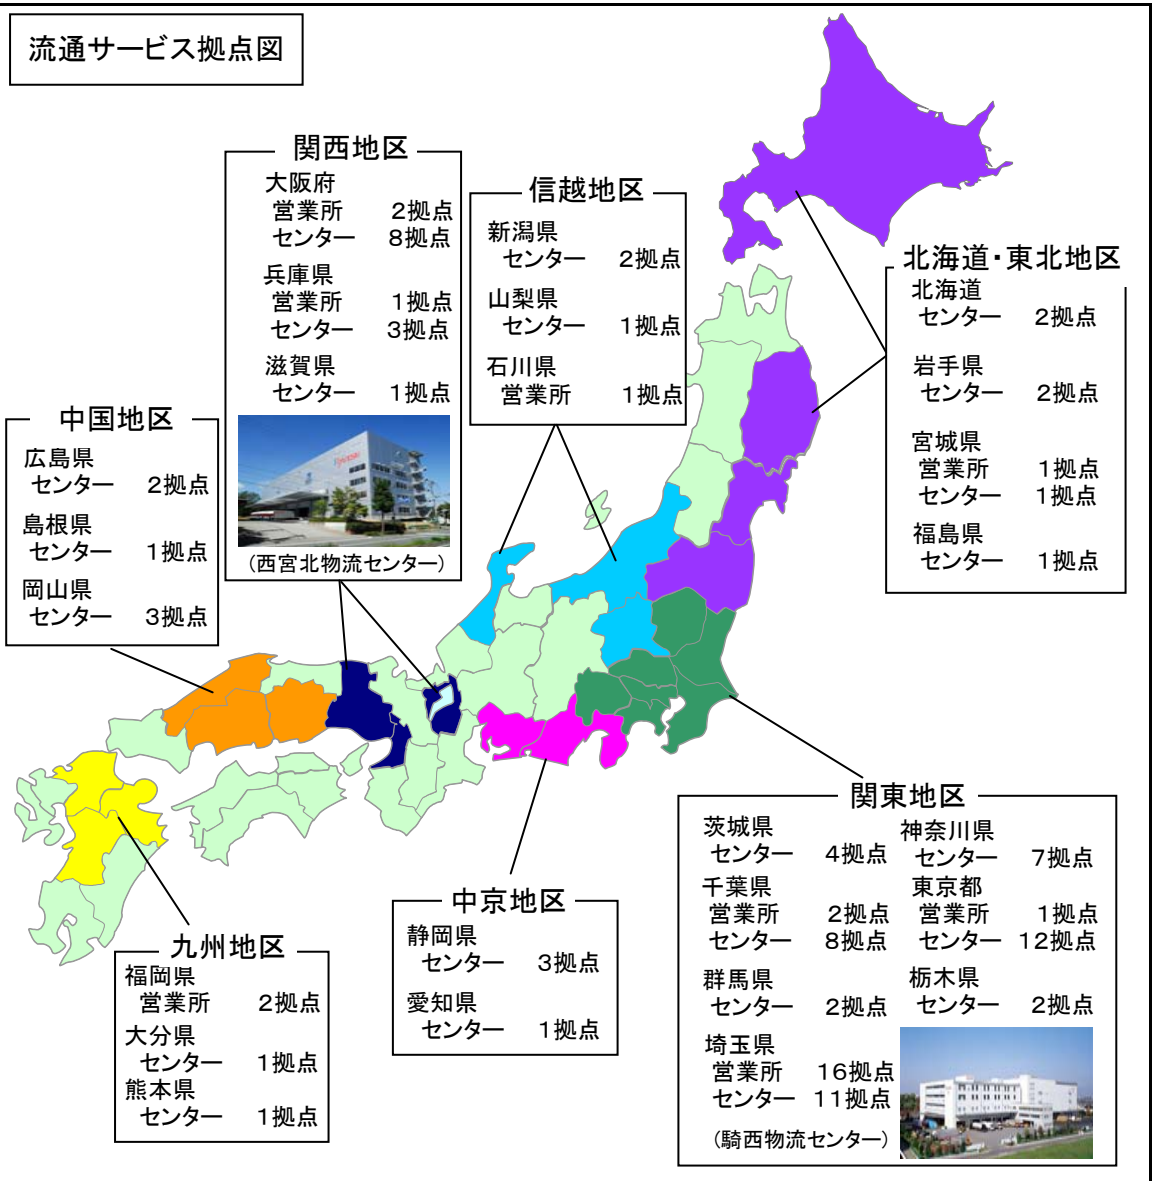 流通サービス拠点図
関西地区
大阪府
営業所 2拠点
センター 8拠点
兵庫県
営業所 1拠点
センター 3拠点
滋賀県
センター 1拠点
(西宮北物流センター)
信越地区
新潟県
センター 2拠点
山梨県
センター 1拠点
石川県
営業所 1拠点
北海道・東北地区
北海道
センター 2拠点
岩手県
センター 2拠点
宮城県
営業所 1拠点
センター 1拠点
福島県
センター 1拠点
中国地区
広島県
センター 2拠点
島根県
センター 1拠点
岡山県
センター 3拠点
九州地区
福岡県
営業所 2拠点
大分県
センター 1拠点
熊本県
センター 1拠点
中京地区
静岡県
センター 3拠点
愛知県
センター 1拠点
関東地区
茨城県
センター 4拠点
千葉県
営業所 2拠点
センター 8拠点
群馬県
センター 2拠点
埼玉県
営業所 16拠点
センター 11拠点
(騎西物流センター)
神奈川県
センター 7拠点
東京都
営業所 1拠点
センター 12拠点
栃木県
センター 2拠点